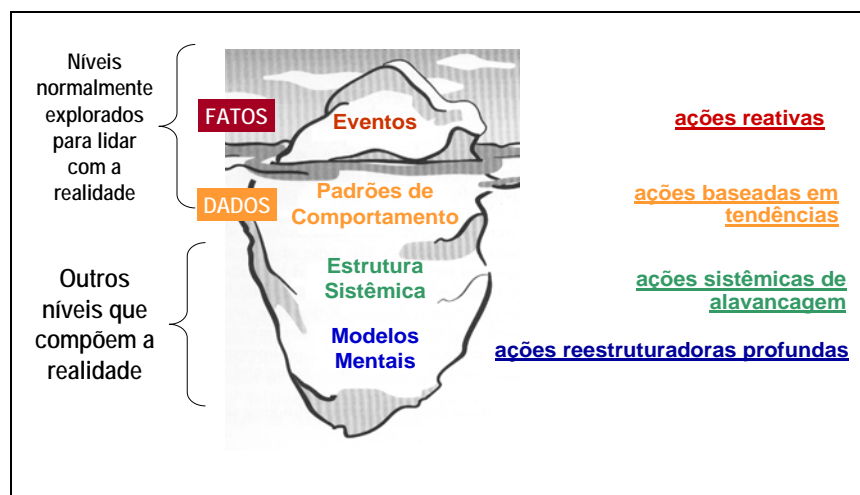 Níveis
normalmente
explorados
para lidar
com a
realidade
FATOS
Eventos
ações reativas
DADOS
Padrões de
Comportamento
ações baseadas em
tendências
Outros
níveis que
compõem a
realidade
Estrutura
Sistêmica
ações sistêmicas de
alavancagem
Modelos
Mentais
ações reestruturadoras profundas